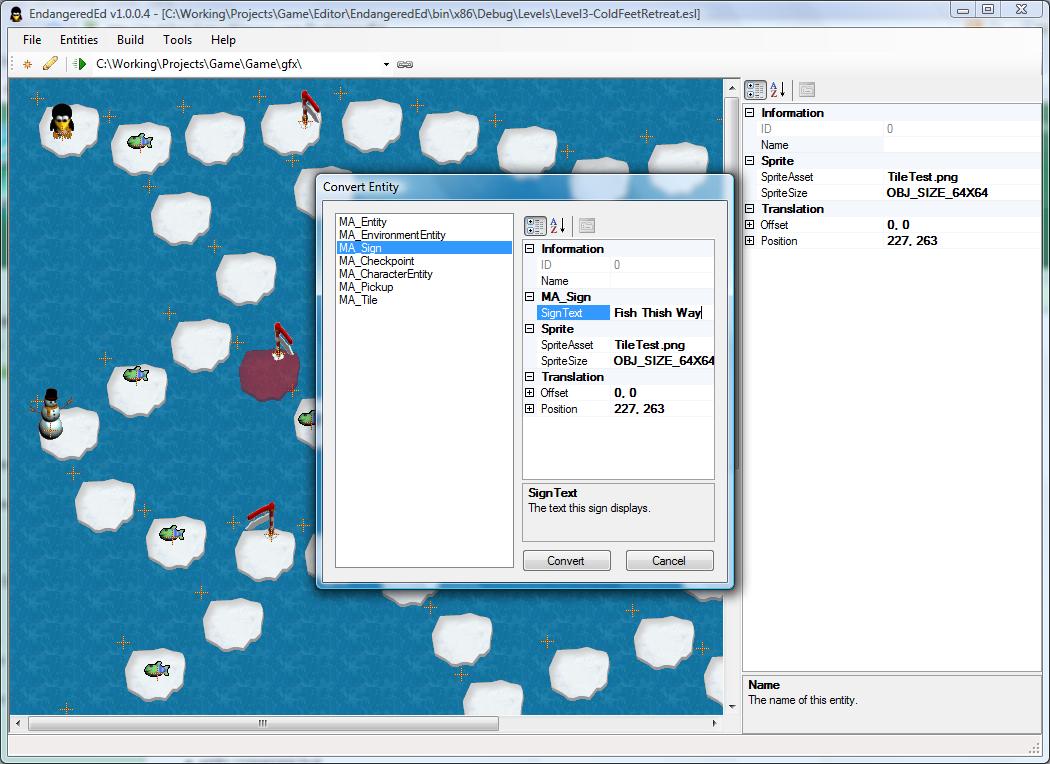 EndangeredEd v1.0.0.4 - [C:\Working\Projects\Game\Editor\EndangeredEd\bin\x86\Debug\Levels\Level3-ColdFeetRetreat.esl]
File Entities Build Tools Help
C:\Working\Projects\Game\Game\gfx\
Convert Entity
MA_Entity
MA_EnvironmentEntity
MA_Sign
MA_Checkpoint
MA_CharacterEntity
MA_Pickup
MA_Tile
Information
ID 0
Name
MA_Sign
SignText Fish Thish Way
Sprite
SpriteAsset TileTest.png
SpriteSize OBJ_SIZE_64X64
Translation
Offset 0, 0
Position 227, 263
SignText
The text this sign displays.
Convert Cancel
Information
ID 0
Name
Sprite
SpriteAsset TileTest.png
SpriteSize OBJ_SIZE_64X64
Translation
Offset 0, 0
Position 227, 263
Name
The name of this entity.